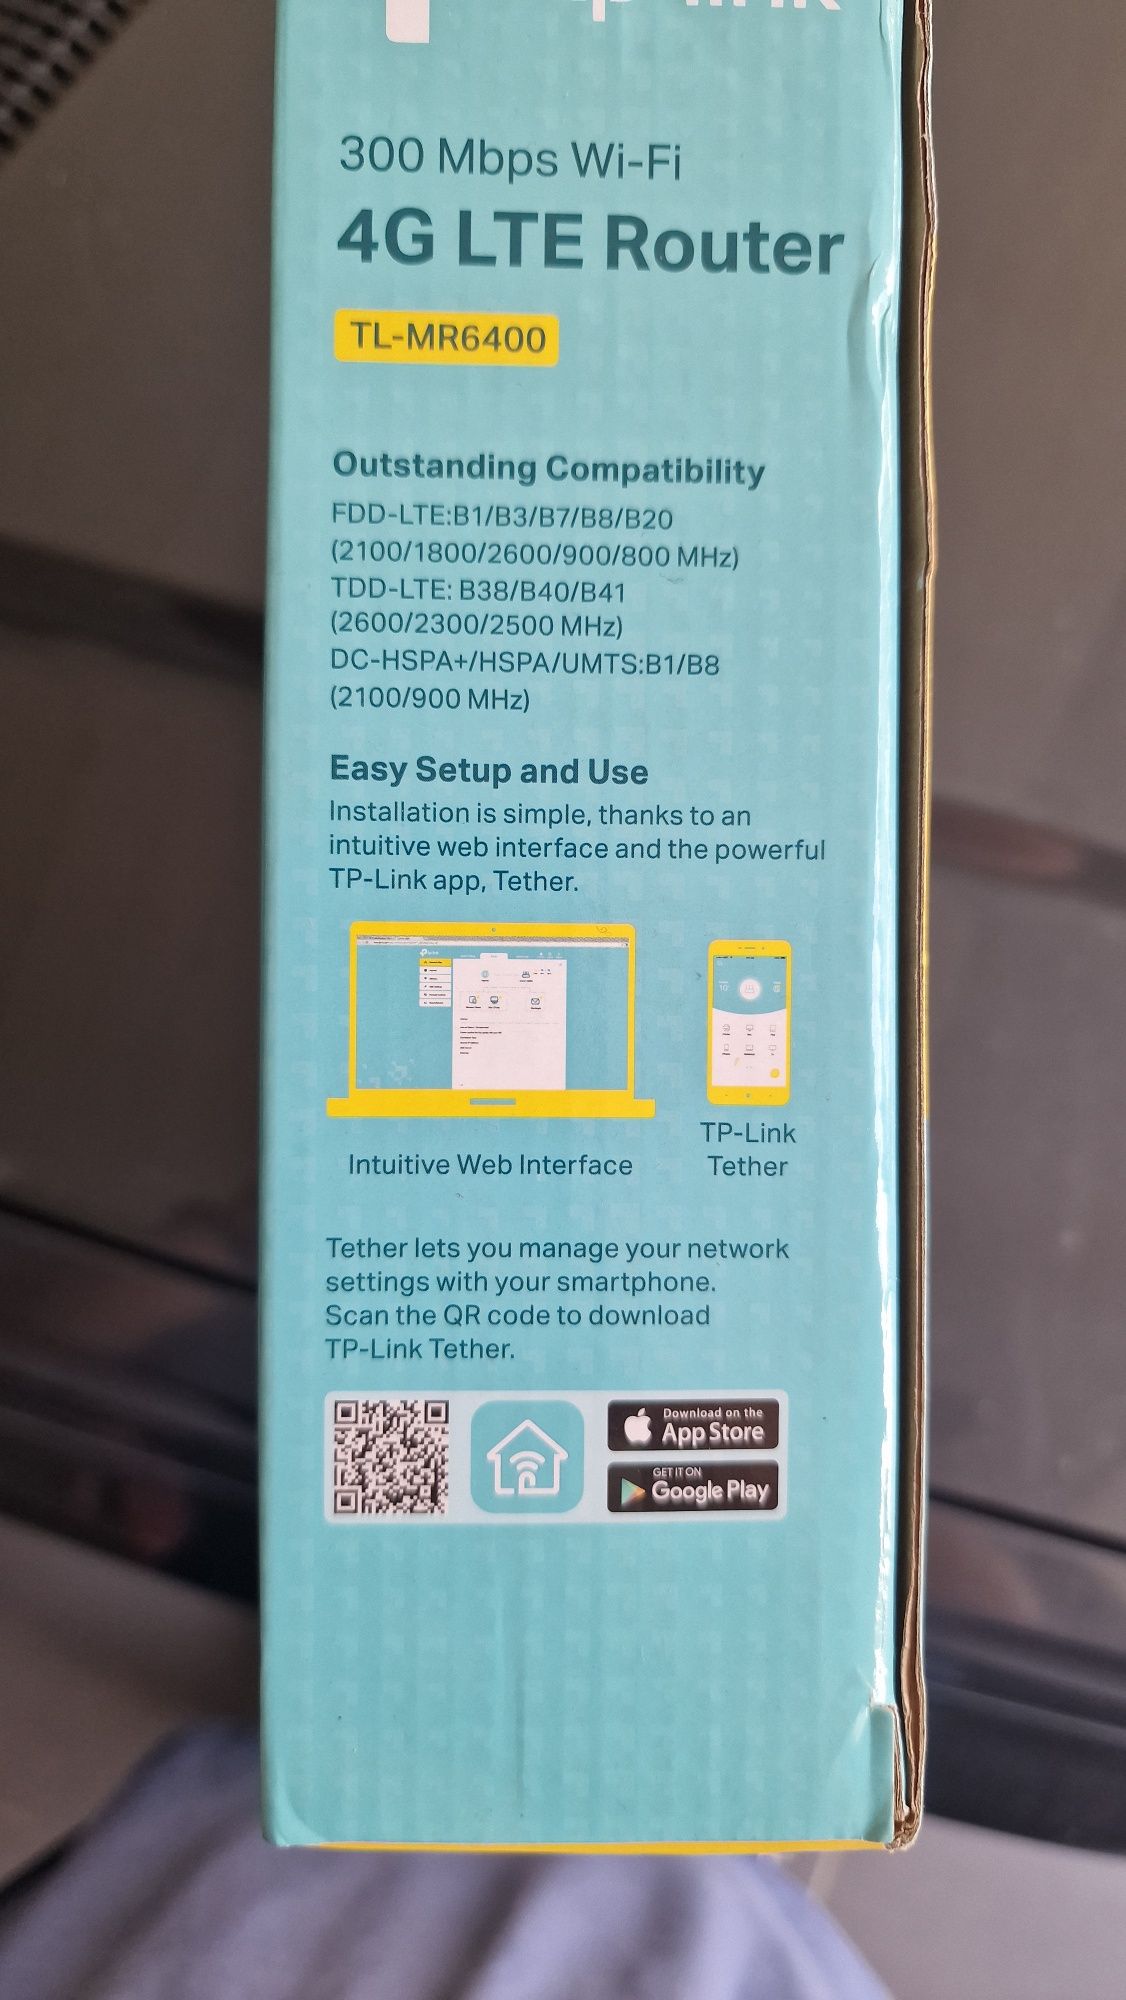 300 Mbps Wi-Fi
4G LTE Router
TL-MR6400
Outstanding Compatibility
FDD-LTE:B1/B3/B7/B8/B20
(2100/1800/2600/900/800 MHz)
TDD-LTE: B38/B40/B41
(2600/2300/2500 MHz)
DC-HSPA+/HSPA/UMTS:B1/B8
(2100/900 MHz)
Easy Setup and Use
Installation is simple, thanks to an
intuitive web interface and the powerful
TP-Link app, Tether.
Intuitive Web Interface
TP-Link
Tether
Tether lets you manage your network
settings with your smartphone.
Scan the QR code to download
TP-Link Tether.
Download on the
App Store
GET IT ON
Google Play